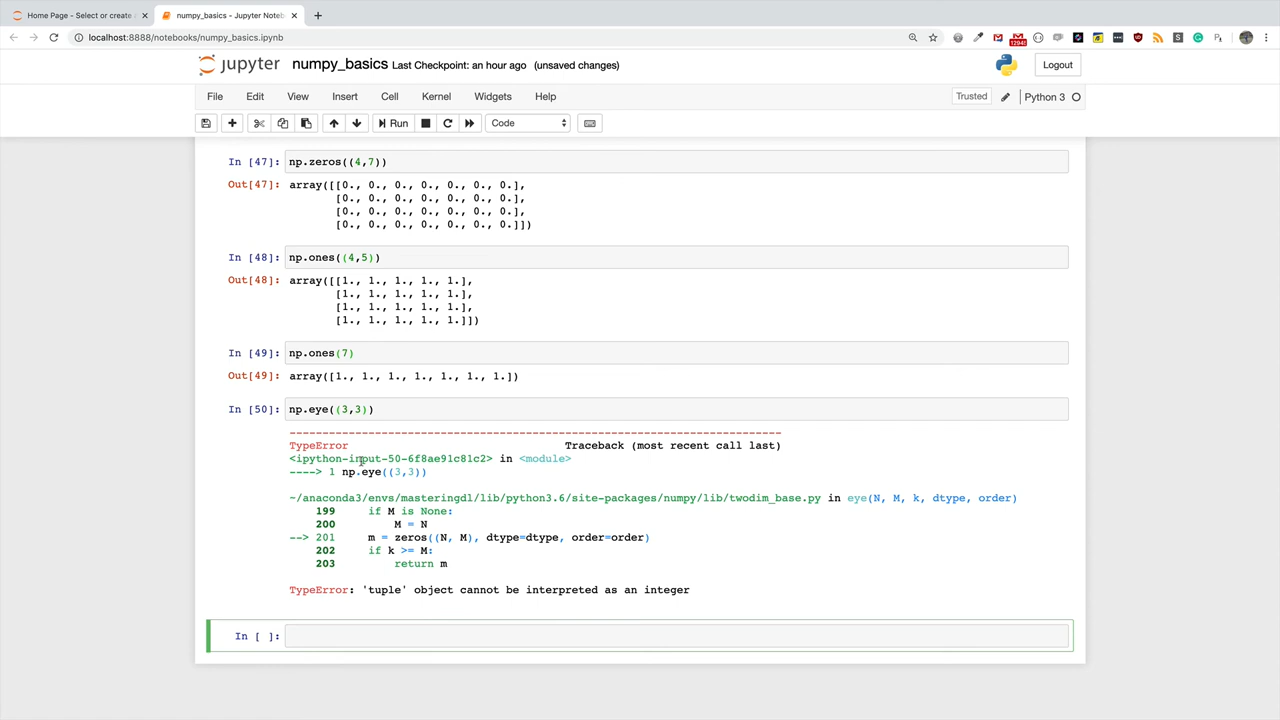 Home Page - Select or create
numpy_basics - Jupyter Noteb
localhost:8888/notebooks/numpy_basics.ipynb
1294!
jupyter numpy_basics Last Checkpoint: an hour ago (unsaved changes)
Logout
File Edit View Insert Cell Kernel Widgets Help
Trusted Python 3
Run Code
In [47]: np.zeros((4,7))
Out[47]: array([[0., 0., 0., 0., 0., 0., 0.],
[0., 0., 0., 0., 0., 0., 0.],
[0., 0., 0., 0., 0., 0., 0.],
[0., 0., 0., 0., 0., 0., 0.]])
In [48]: np.ones((4,5))
Out[48]: array([[1., 1., 1., 1., 1.],
[1., 1., 1., 1., 1.],
[1., 1., 1., 1., 1.],
[1., 1., 1., 1., 1.]])
In [49]: np.ones(7)
Out[49]: array([1., 1., 1., 1., 1., 1., 1.])
In [50]: np.eye((3,3))
---------------------------------------------------------------------------
TypeError Traceback (most recent call last)
<ipython-input-50-6f8ae91c81c2> in <module>
----> 1 np.eye((3,3))
~/anaconda3/envs/masteringdl/lib/python3.6/site-packages/numpy/lib/twodim_base.py in eye(N, M, k, dtype, order)
199 if M is None:
200 M = N
--> 201 m = zeros((N, M), dtype=dtype, order=order)
202 if k >= M:
203 return m
TypeError: 'tuple' object cannot be interpreted as an integer
In [ ]: